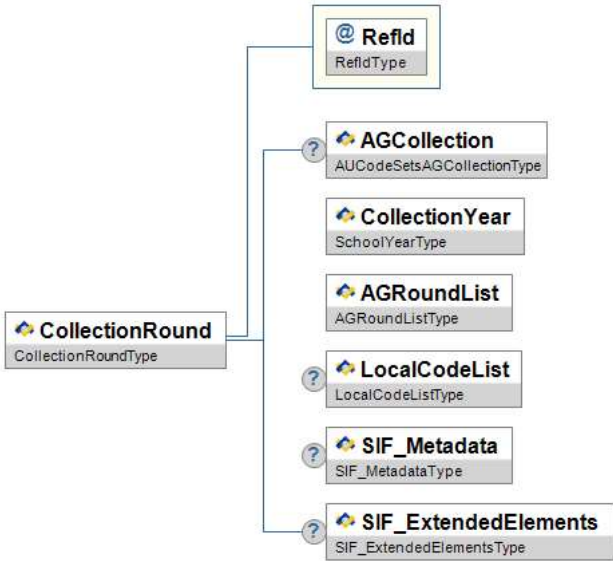 @ RefId
RefIdType
? AGCollection
AUCodeSetsAGCollectionType
CollectionYear
SchoolYearType
AGRoundList
AGRoundListType
CollectionRound
CollectionRoundType
? LocalCodeList
LocalCodeListType
? SIF_Metadata
SIF_MetadataType
? SIF_ExtendedElements
SIF_ExtendedElementsType